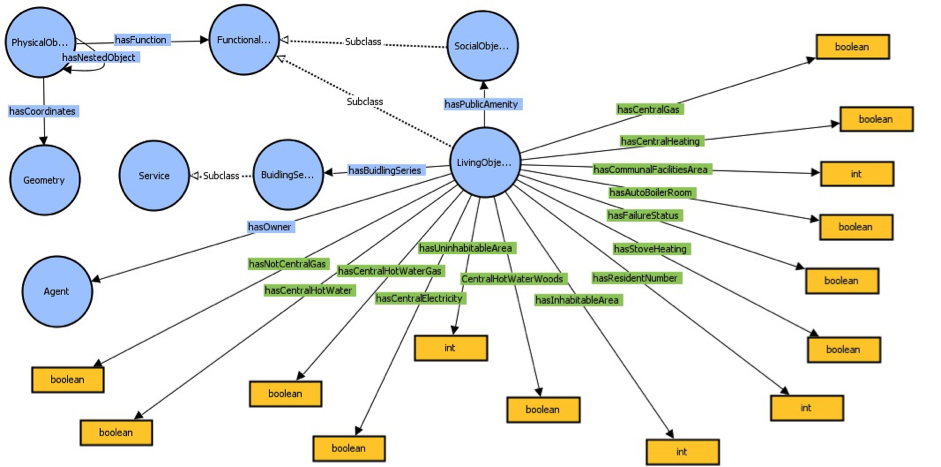 PhysicalOb...
hasFunction
Functional...
Subclass
SocialObje...
boolean
hasNestedObject
hasCoordinates
Subclass
hasPublicAmenity
hasCentralGas
boolean
hasCentralHeating
Geometry
Service
Subclass
BuidlingSe...
hasBuidlingSeries
LivingObje...
hasCommunalFacilitiesArea
int
hasAutoBoilerRoom
hasOwner
hasFailureStatus
boolean
hasUninhabitableArea
hasStoveHeating
hasNotCentralGas
hasCentralHotWaterGas
CentralHotWaterWoods
hasResidentNumber
boolean
Agent
hasCentralHotWater
hasCentralElectricity
hasInhabitableArea
int
boolean
boolean
boolean
boolean
int
boolean
boolean
int